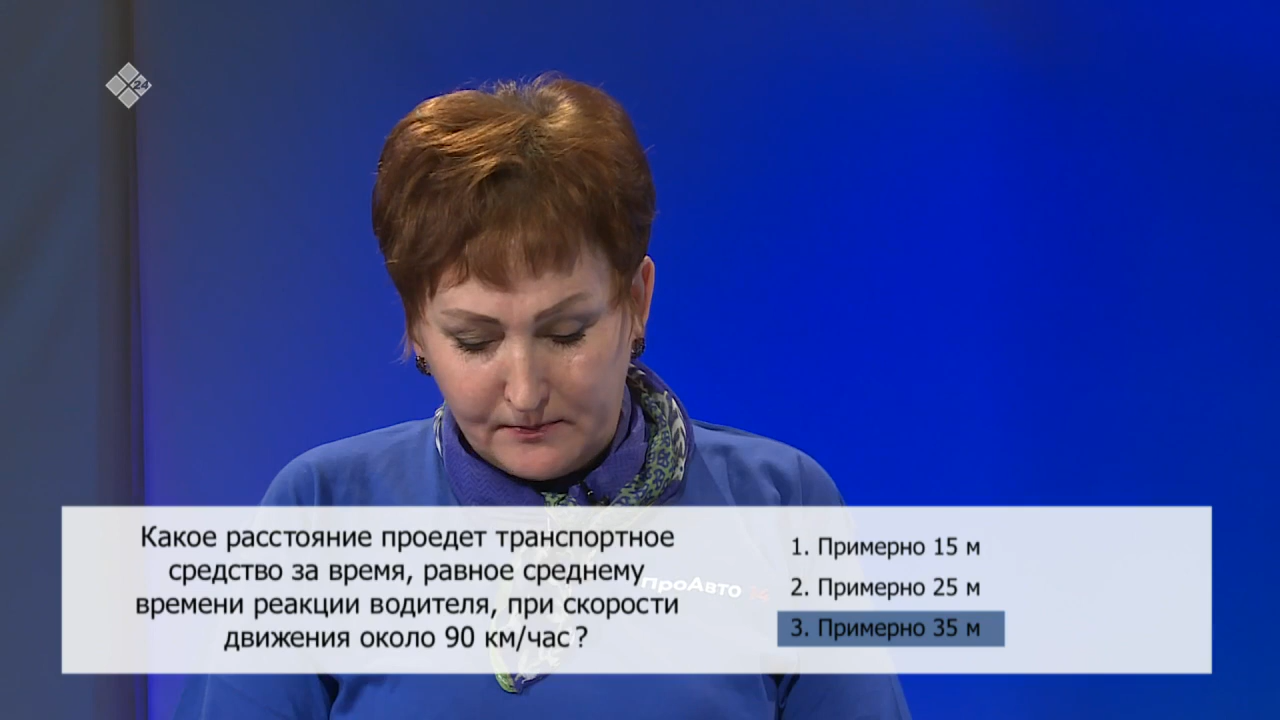 24
Какое расстояние проедет транспортное
средство за время, равное среднему
времени реакции водителя, при скорости
движения около 90 км/час?
ПроАвто 24
1. Примерно 15 м
2. Примерно 25 м
3. Примерно 35 м